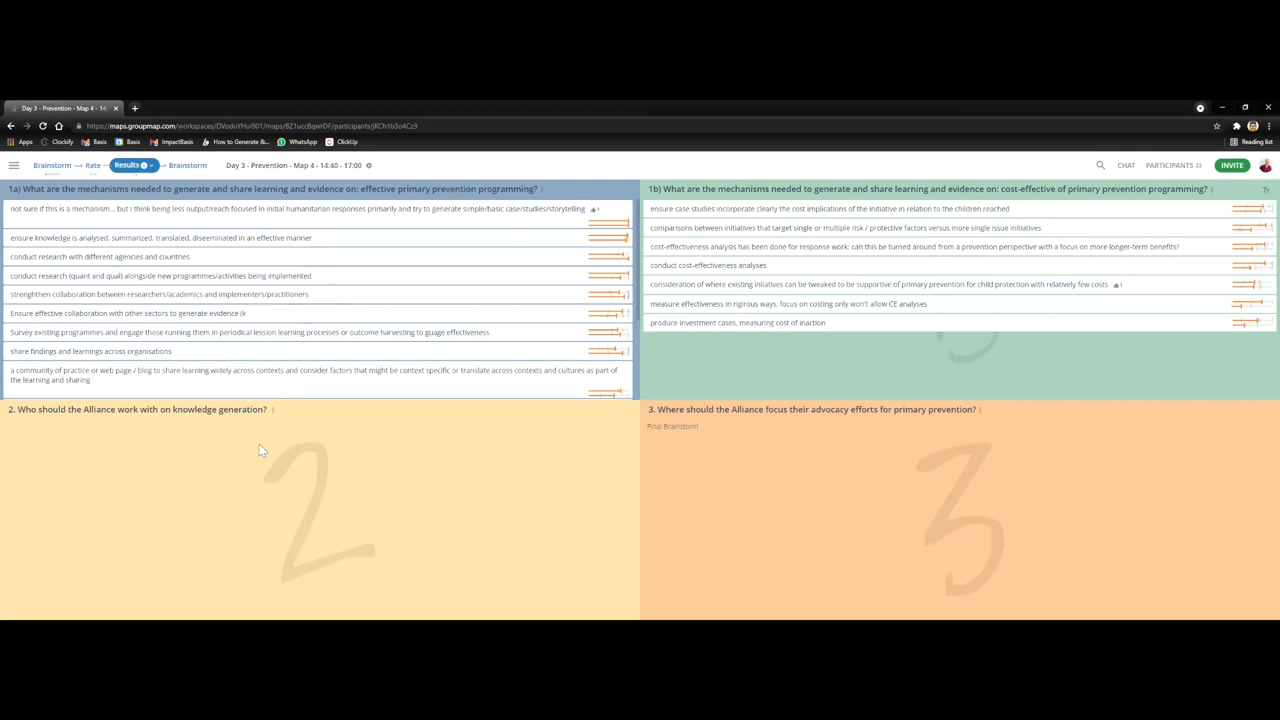 Day 3 - Prevention - Map 4 - 14:
https://maps.groupmap.com/workspaces/DVoduYHui901/maps/BZ1uccBqwrDF/participants/jKCh1b3o4Cz9
Apps Clockify Basis Basis ImpactBasis How to Generate &... WhatsApp ClickUp Reading list
Brainstorm Rate Results Brainstorm Day 3 - Prevention - Map 4 - 14:40 - 17:00 CHAT PARTICIPANTS 22 INVITE
1a) What are the mechanisms needed to generate and share learning and evidence on: effective primary prevention programming?
not sure if this is a mechanism... but i think being less output/reach focused in initial humanitarian responses primarily and try to generate simple/basic case/studies/storytelling 1
ensure knowledge is analysed, summarized, translated, diseeminated in an effective manner
conduct research with different agencies and countries
conduct research (quant and qual) alongside new programmes/activities being implemented
strenghten collaboration between researchers/academics and implementers/practitioners
Ensure effective collaboration with other sectors to generate evidence (k
Survey existing programmes and engage those running them in periodical lession learning processes or outcome harvesting to guage effectiveness
share findings and learnings across organisations
a community of practice or web page / blog to share learning widely across contexts and consider factors that might be context specific or translate across contexts and cultures as part of
the learning and sharing
1b) What are the mechanisms needed to generate and share learning and evidence on: cost-effective of primary prevention programming?
ensure case studies incorporate clearly the cost implications of the initiative in relation to the children reached
comparisons between initiatives that target single or multiple risk / protective factors versus more single issue initiatives
cost-effectiveness analysis has been done for response work: can this be turned around from a prevention perspective with a focus on more longer-term benefits?
conduct cost-effectiveness analyses
consideration of where existing iniiatives can be tweaked to be supportive of primary prevention for child protection with relatively few costs 1
measure effectiveness in rigirous ways, focus on costing only won't allow CE analyses
produce investment cases, measuring cost of inaction
2. Who should the Alliance work with on knowledge generation?
2
3. Where should the Alliance focus their advocacy efforts for primary prevention?
Final Brainstorm
3